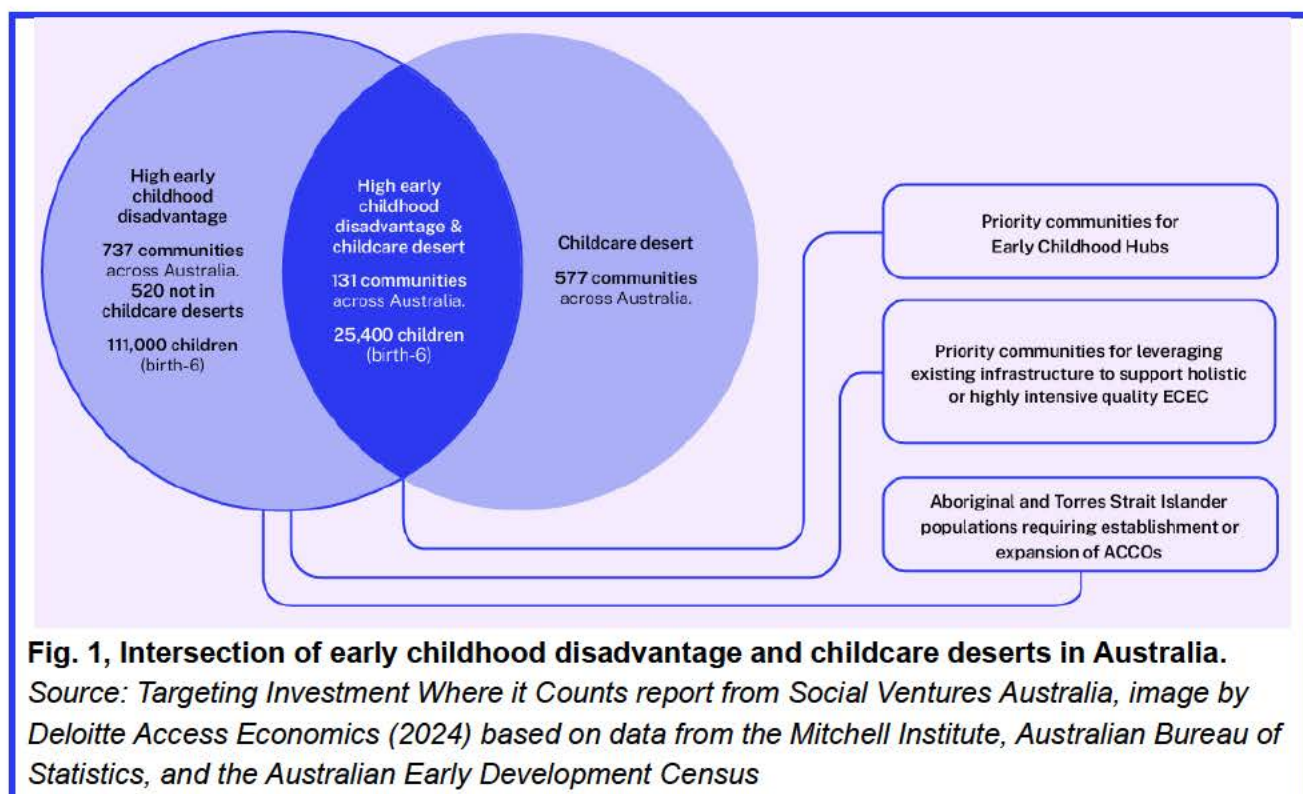 High early
childhood
disadvantage
737 communities
across Australia.
520 not in
childcare deserts
111,000 children
(birth-6)
High early
childhood
disadvantage &
childcare desert
131 communities
across Australia.
25,400 children
(birth-6)
Childcare desert
577 communities
across Australia.
Priority communities for
Early Childhood Hubs
Priority communities for leveraging
existing infrastructure to support holistic
or highly intensive quality ECEC
Aboriginal and Torres Strait Islander
populations requiring establishment or
expansion of ACCOs
Fig. 1, Intersection of early childhood disadvantage and childcare deserts in Australia.
Source: Targeting Investment Where it Counts report from Social Ventures Australia, image by
Deloitte Access Economics (2024) based on data from the Mitchell Institute, Australian Bureau of
Statistics, and the Australian Early Development Census